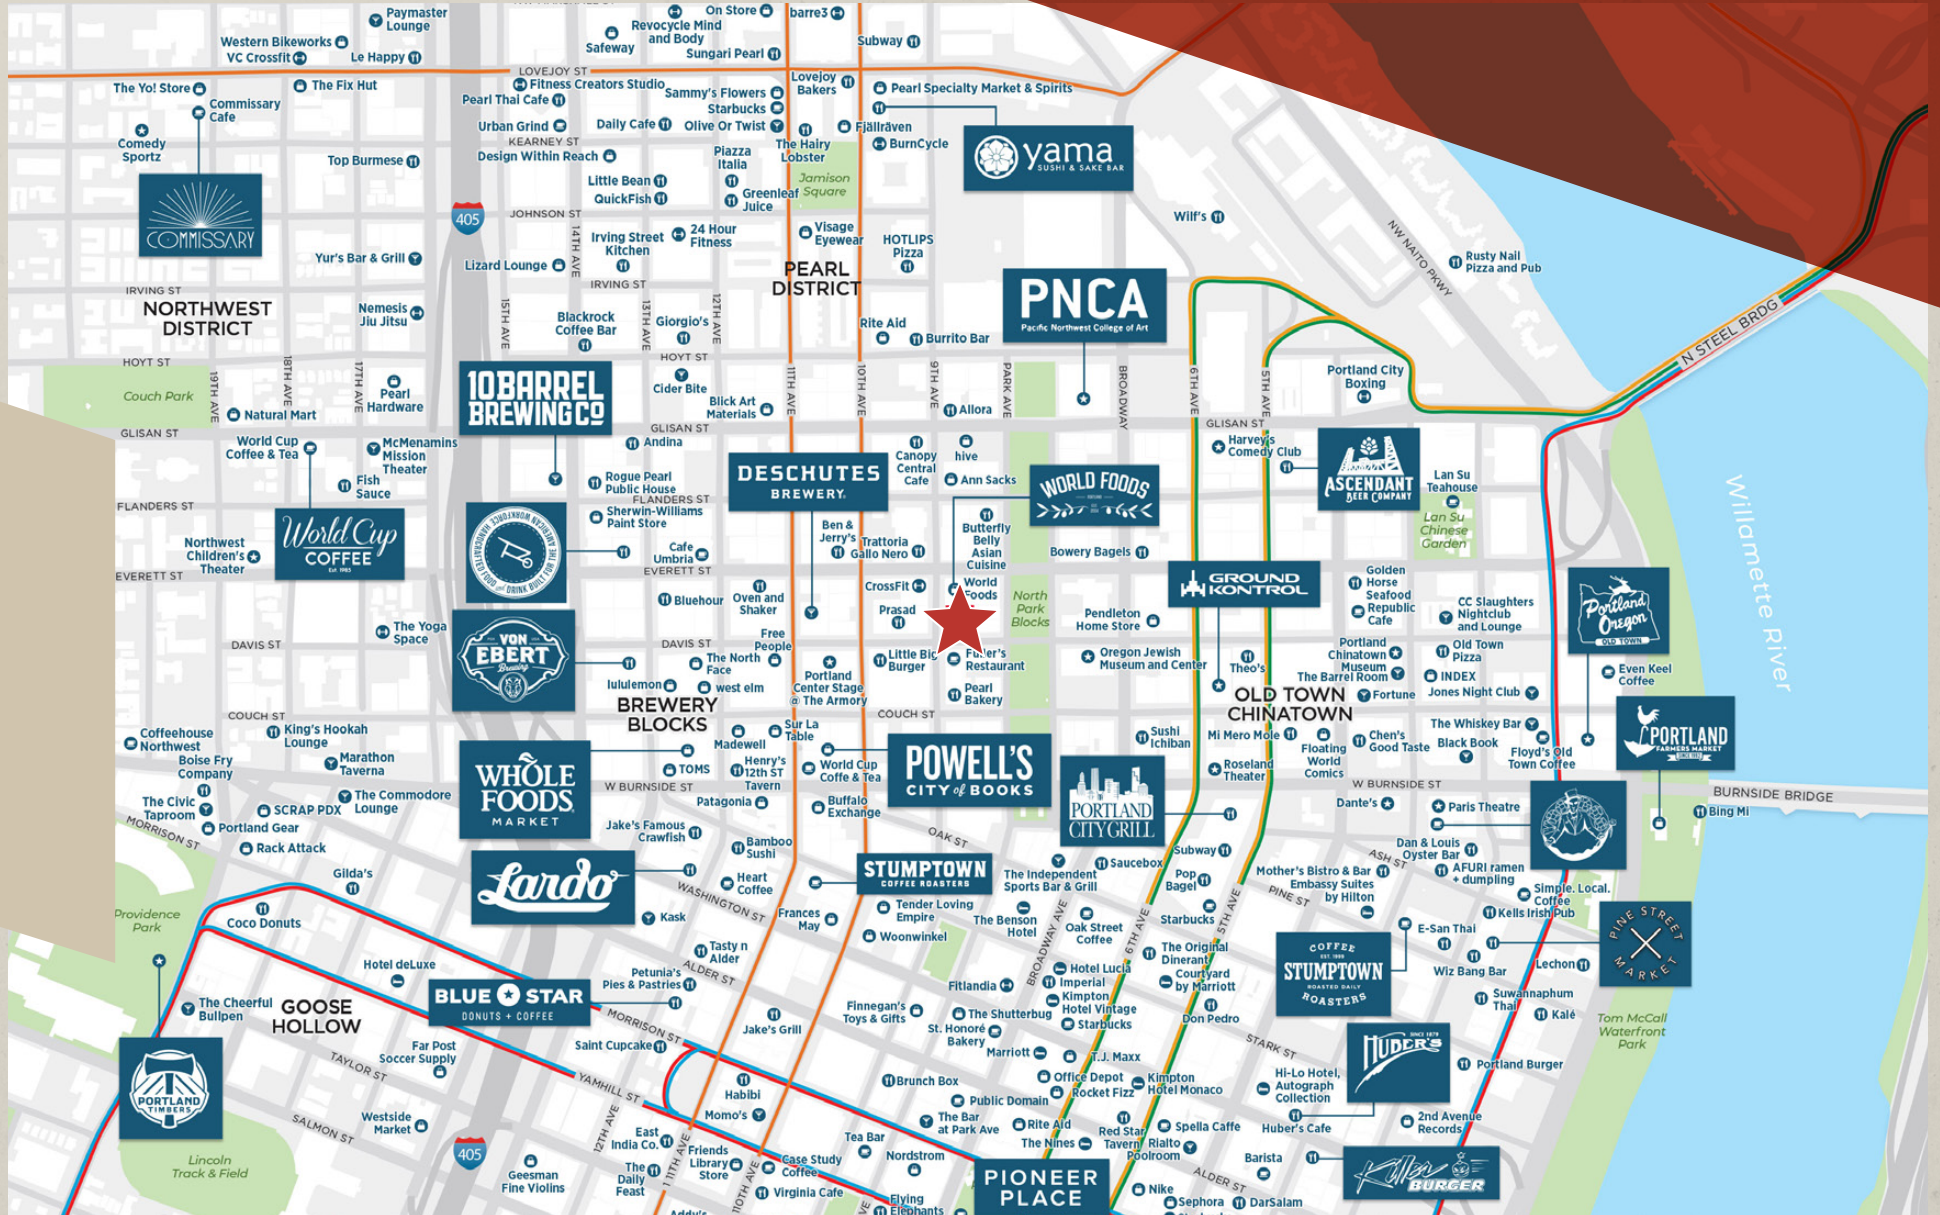 Paymaster
Lounge
On Store
barre3
Revocycle Mind
and Body
Western Bikeworks
VC Crossfit
Le Happy
Safeway
Sungari Pearl
Subway
LOVEJOY ST
The Yo! Store
The Fix Hut
Fitness Creators Studio
Lovejoy
Bakers
Pearl Specialty Market & Spirits
Commissary
Cafe
Pearl Thai Cafe
Sammy's Flowers
Starbucks
Comedy
Sportz
Urban Grind
Daily Cafe
Olive Or Twist
Fjällräven
KEARNEY ST
The Hairy
Lobster
BurnCycle
yama
SUSHI & SAKE BAR
Top Burmese
Design Within Reach
Piazza
Italia
Little Bean
QuickFish
Greenleaf
Juice
Jamison
Square
COMMISSARY
405
JOHNSON ST
14TH AVE
Wilf's
NW NAITO PKWY
Irving Street
Kitchen
24 Hour
Fitness
Visage
Eyewear
HOTLIPS
Pizza
Yur's Bar & Grill
Lizard Lounge
Rusty Nail
Pizza and Pub
PEARL
DISTRICT
IRVING ST
IRVING ST
NORTHWEST
DISTRICT
Nemesis
Jiu Jitsu
15TH AVE
13TH AVE
12TH AVE
PNCA
Pacific Northwest College of Art
Blackrock
Coffee Bar
Giorgio's
Rite Aid
Burrito Bar
N STEEL BRDG
HOYT ST
HOYT ST
19TH AVE
18TH AVE
17TH AVE
11TH AVE
10TH AVE
9TH AVE
PARK AVE
BROADWAY
6TH AVE
5TH AVE
Couch Park
Pearl
Hardware
10 BARREL
BREWING CO
Cider Bite
Portland City
Boxing
Natural Mart
Blick Art
Materials
Allora
GLISAN ST
GLISAN ST
GLISAN ST
World Cup
Coffee & Tea
McMenamins
Mission
Theater
Andina
Canopy
Central
Cafe
hive
Harvey's
Comedy Club
ASCENDANT
BEER COMPANY
Fish
Sauce
Rogue Pearl
Public House
DESCHUTES
BREWERY
Ann Sacks
WORLD FOODS
Lan Su
Teahouse
Willamette River
FLANDERS ST
FLANDERS ST
Sherwin-Williams
Paint Store
Lan Su
Chinese
Garden
World Cup
COFFEE
Est. 1993
HANDCRAFTED FOOD and DRINK BUILT FOR THE AMERICAN WORKFORCE
Ben &
Jerry's
Trattoria
Gallo Nero
Butterfly
Belly
Asian
Cuisine
Bowery Bagels
Northwest
Children's
Theater
Cafe
Umbria
EVERETT ST
EVERETT ST
CrossFit
World
Foods
GROUND
KONTROL
Golden
Horse
Seafood
Republic
Cafe
Portland
Oregon
OLD TOWN
Bluehour
Oven and
Shaker
Prasad
North
Park
Blocks
Pendleton
Home Store
CC Slaughters
Nightclub
and Lounge
The Yoga
Space
VON
EBERT
Brewing
DAVIS ST
DAVIS ST
Free
People
The North
Face
Little Big
Burger
Fuller's
Restaurant
Oregon Jewish
Museum and Center
Theo's
Portland
Chinatown
Museum
Old Town
Pizza
Even Keel
Coffee
lululemon
west elm
Portland
Center Stage
@ The Armory
Pearl
Bakery
The Barrel Room
INDEX
Fortune
Jones Night Club
BREWERY
BLOCKS
OLD TOWN
CHINATOWN
COUCH ST
COUCH ST
PORTLAND
FARMERS MARKET
Coffeehouse
Northwest
King's Hookah
Lounge
Madewell
Sur La
Table
Sushi
Ichiban
Mi Mero Mole
Floating
World
Comics
Chen's
Good Taste
The Whiskey Bar
Black Book
Floyd's Old
Town Coffee
Boise Fry
Company
Marathon
Taverna
WHOLE
FOODS
MARKET
TOMS
Henry's
12th ST
Tavern
World Cup
Coffe & Tea
POWELL'S
CITY of BOOKS
Roseland
Theater
W BURNSIDE ST
W BURNSIDE ST
BURNSIDE BRIDGE
The Civic
Taproom
SCRAP PDX
The Commodore
Lounge
Patagonia
Buffalo
Exchange
PORTLAND
CITY GRILL
Dante's
Paris Theatre
Bing Mi
MORRISON ST
Portland Gear
Jake's Famous
Crawfish
OAK ST
Rack Attack
Bamboo
Sushi
Subway
Dan & Louis
Oyster Bar
ASH ST
Lardo
STUMPTOWN
COFFEE ROASTERS
The Independent
Sports Bar & Grill
Saucebox
Mother's Bistro & Bar
Embassy Suites
by Hilton
AFURI ramen
+ dumpling
Gilda's
Heart
Coffee
Pop
Bagel
PINE ST
Simple. Local.
Coffee
WASHINGTON ST
Providence
Park
Coco Donuts
Kask
Frances
May
Tender Loving
Empire
The Benson
Hotel
BROADWAY AVE
Oak Street
Coffee
6TH AVE
Starbucks
5TH AVE
Kells Irish Pub
E-San Thai
PINE STREET
MARKET
Woonwinkel
Tasty n
Alder
The Original
Dinerant
COFFEE
EST. 1999
STUMPTOWN
ROASTED DAILY
ROASTERS
Wiz Bang Bar
Lechon
Hotel deLuxe
Petunia's
Pies & Pastries
ALDER ST
Fitlandia
Hotel Lucia
Imperial
Courtyard
by Marriott
BLUE STAR
DONUTS + COFFEE
The Cheerful
Bullpen
GOOSE
HOLLOW
Finnegan's
Toys & Gifts
The Shutterbug
Kimpton
Hotel Vintage
Don Pedro
Suwannaphum
Thai
Kalé
MORRISON ST
Jake's Grill
St. Honoré
Bakery
Starbucks
STARK ST
SINCE 1879
HUBER'S
Tom McCall
Waterfront
Park
PORTLAND
TIMBERS
TAYLOR ST
Far Post
Soccer Supply
Saint Cupcake
Marriott
T.J. Maxx
Portland Burger
YAMHILL ST
Habibi
Brunch Box
Office Depot
Rocket Fizz
Kimpton
Hotel Monaco
Hi-Lo Hotel,
Autograph
Collection
SALMON ST
Westside
Market
12TH AVE
Momo's
Public Domain
The Bar
at Park Ave
Rite Aid
Red Star
Tavern
Spella Caffe
Huber's Cafe
2nd Avenue
Records
405
East
India Co.
11TH AVE
Friends
Library
Store
Tea Bar
The Nines
Rialto
Poolroom
Lincoln
Track & Field
Geesman
Fine Violins
The
Daily
Feast
10TH AVE
Case Study
Coffee
Nordstrom
PIONEER
PLACE
ALDER ST
Barista
Killer
BURGER
Virginia Cafe
Flying
Elephants
Nike
Sephora
DarSalam
Addy's